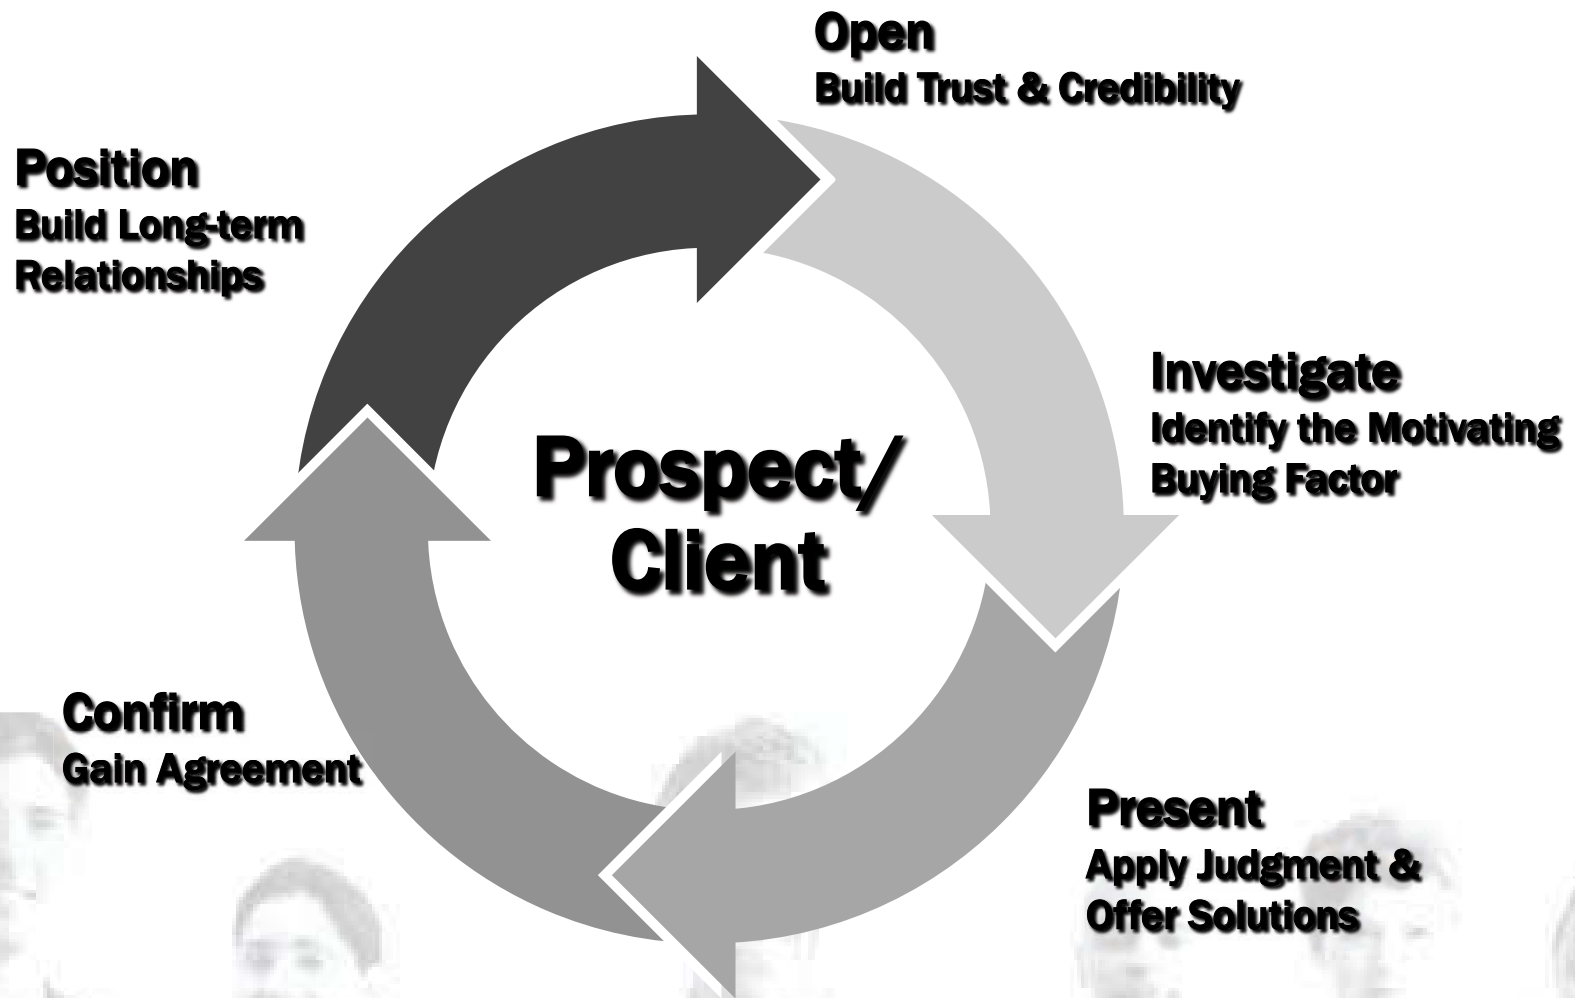 Open
Build Trust & Credibility
Position
Build Long-term
Relationships
Investigate
Identify the Motivating
Buying Factor
Prospect/
Client
Confirm
Gain Agreement
Present
Apply Judgment &
Offer Solutions